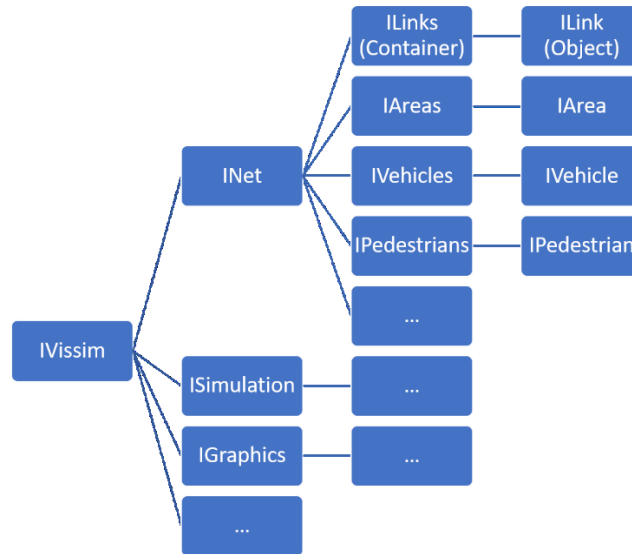 ILinks
(Container)
ILink
(Object)
IAreas
IArea
INet
IVehicles
IVehicle
IPedestrians
IPedestrian
...
IVissim
ISimulation
...
IGraphics
...
...